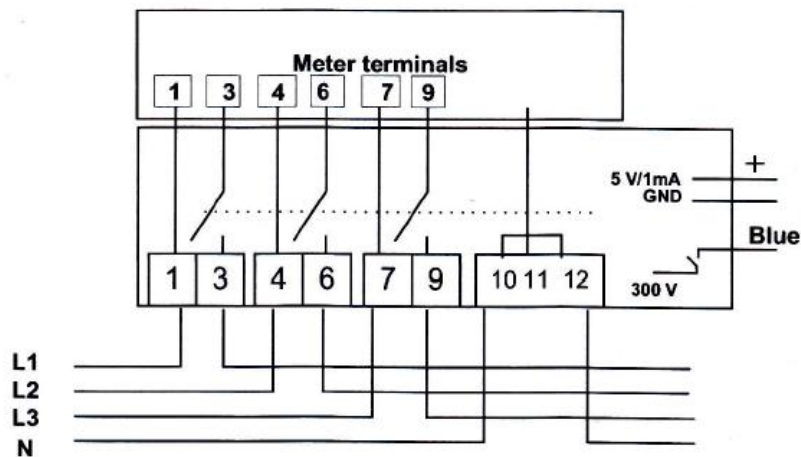 Meter terminals
1 3 4 6 7 9
5 V/1mA +
GND
Blue
1 3 4 6 7 9 10 11 12
300 V
L1
L2
L3
N